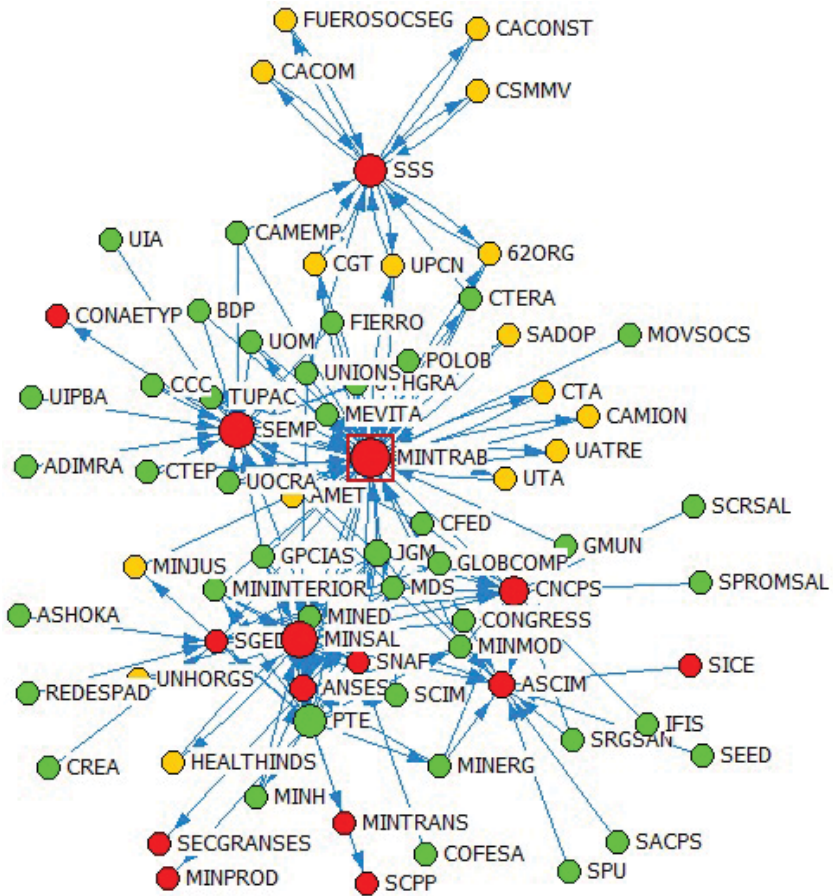 FUEROSOCSEG
CACONST
CACOM
CSMMV
SSS
CAMEMP
UIA
CGT
UPCN
62ORG
CTERA
CONAETYP
BDP
FIERRO
UOM
POLOB
SADOP
MOVSOCS
UNIONS
CCC
TUPAC
UTHGRA
UIPBA
MEVITA
CTA
CAMION
SEMP
MINTRAB
UATRE
ADIMRA
CTEP
UOCRA
AMET
UTA
SCRSAL
CFED
GMUN
MINJUS
GPCIAS
JGM
GLOBCOMP
MININTERIOR
MDS
CNCPS
SPROMSAL
ASHOKA
MINED
CONGRESS
SGED
MINSAL
MINMOD
UNHORGS
SNAF
SICE
REDESPAD
ANSES
SCIM
ASCIM
PTE
IFIS
SRGSAN
SEED
CREA
HEALTHINDS
MINERG
MINH
MINTRANS
SECGRANSES
COFESA
SACPS
SPU
MINPROD
SCPP